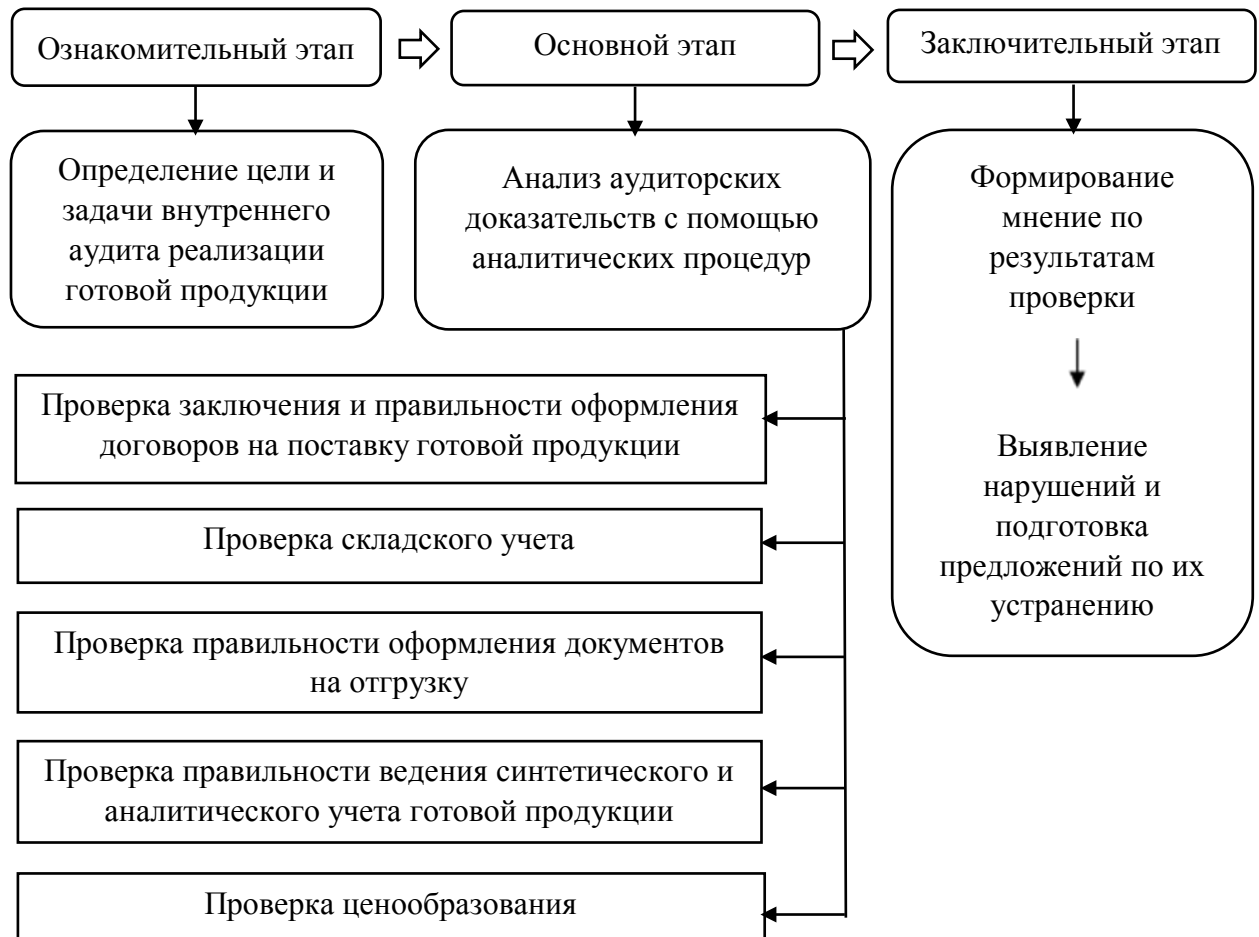 Ознакомительный этап
Основной этап
Заключительный этап
Определение цели и
задачи внутреннего
аудита реализации
готовой продукции
Анализ аудиторских
доказательств с помощью
аналитических процедур
Формирование
мнение по
результатам
проверки
Выявление
нарушений и
подготовка
предложений по их
устранению
Проверка заключения и правильности оформления
договоров на поставку готовой продукции
Проверка складского учета
Проверка правильности оформления документов
на отгрузку
Проверка правильности ведения синтетического и
аналитического учета готовой продукции
Проверка ценообразования